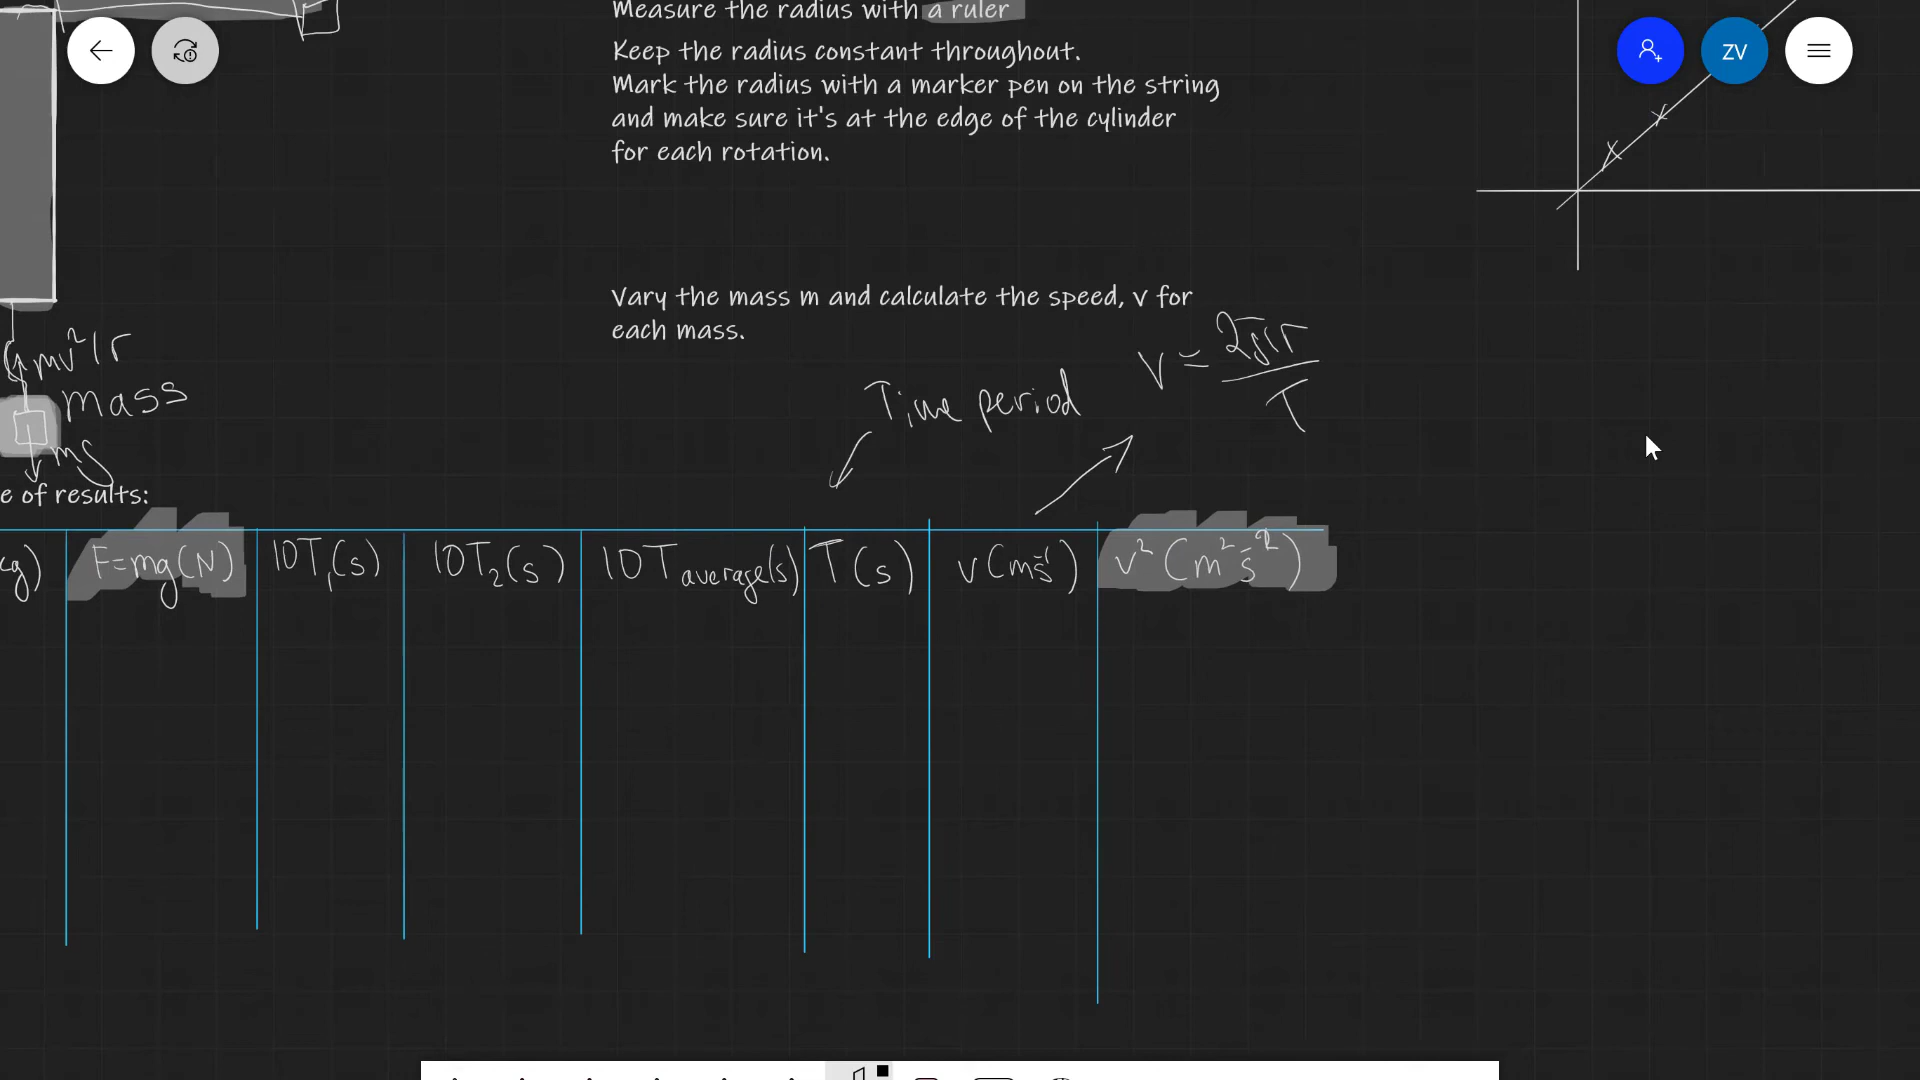 Measure the radius with a ruler
Keep the radius constant throughout.
Mark the radius with a marker pen on the string
and make sure it's at the edge of the cylinder
for each rotation.
ZV
Vary the mass m and calculate the speed, v for
each mass.
mv²/r
mass
mg
Time period
v = 2πr/T
e of results:
kg)
F=mg(N)
10T₁(s)
10T₂(s)
10T average(s)
T(s)
v(ms⁻¹)
v²(m²s⁻²)